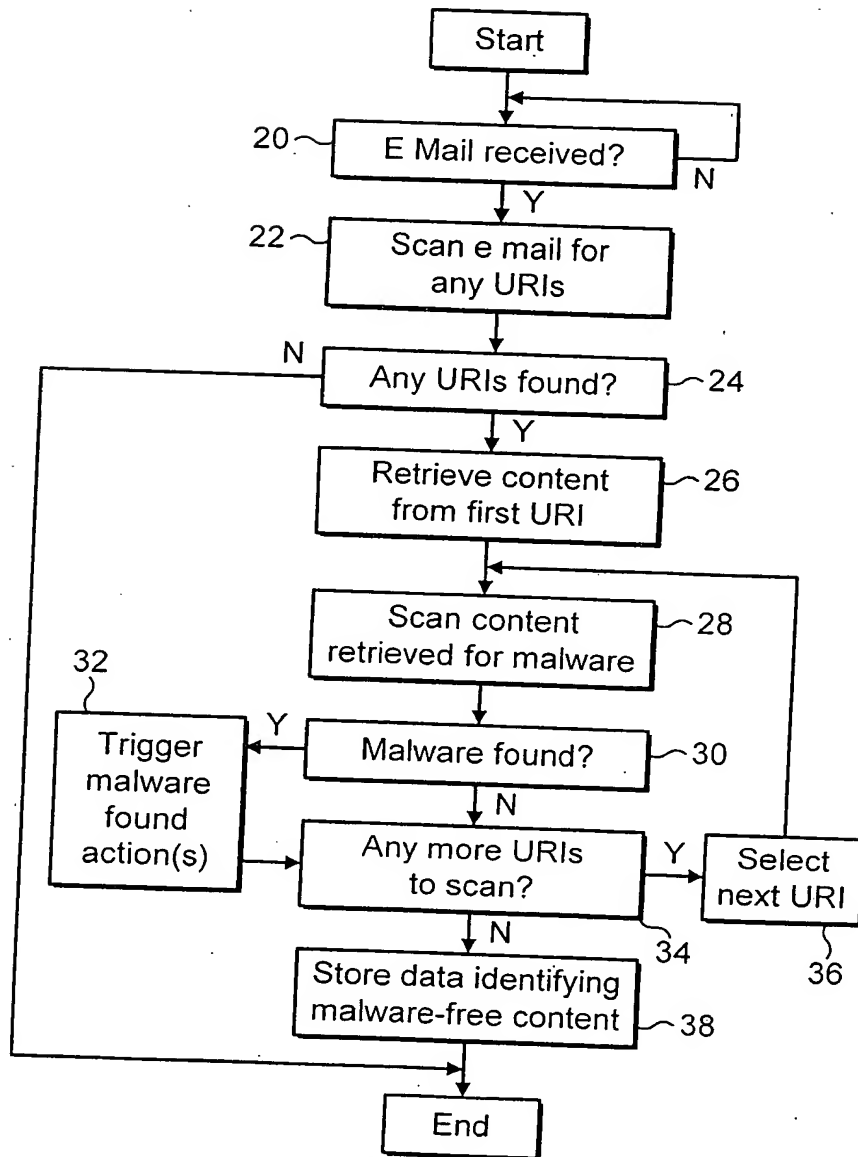 Start
20
E Mail received?
N
Y
22
Scan e mail for
any URIs
N
Any URIs found?
24
Y
Retrieve content
from first URI
26
Scan content
retrieved for malware
28
32
Trigger
malware
found
action(s)
Y
Malware found?
30
N
Any more URIs
to scan?
Y
34
Select
next URI
36
N
Store data identifying
malware-free content
38
End